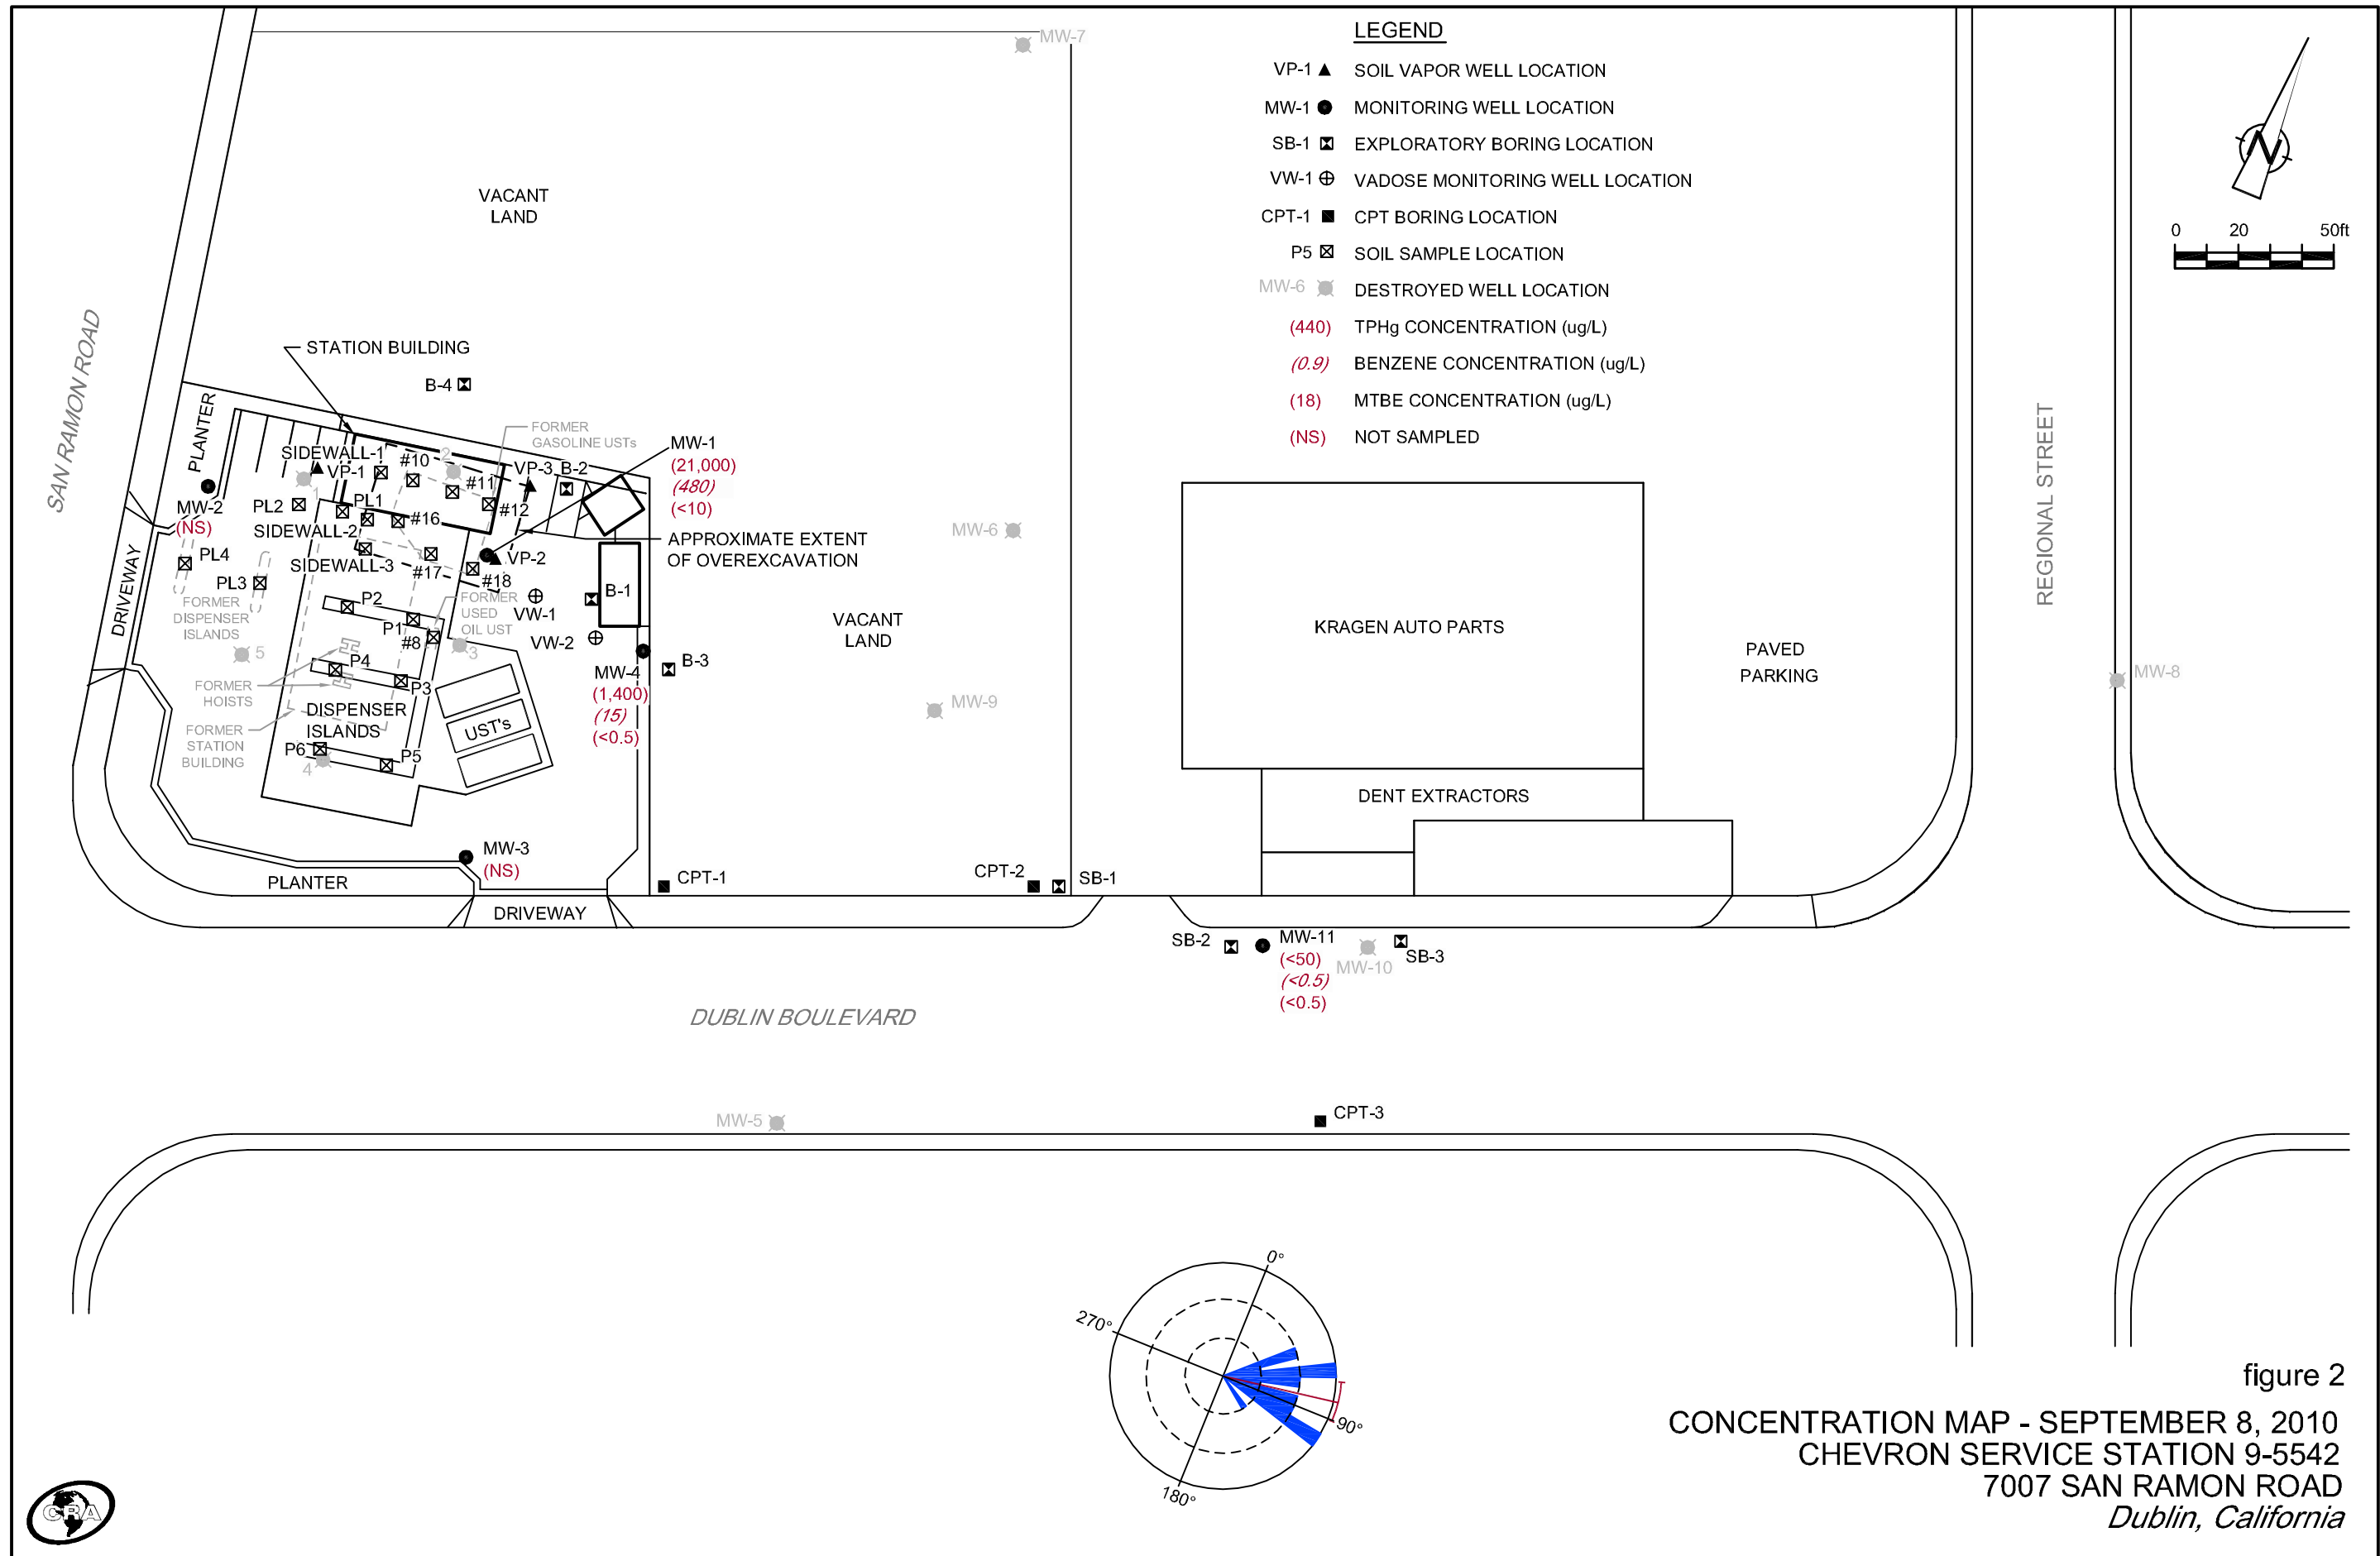 LEGEND
VP-1 SOIL VAPOR WELL LOCATION
MW-1 MONITORING WELL LOCATION
SB-1 EXPLORATORY BORING LOCATION
VW-1 VADOSE MONITORING WELL LOCATION
CPT-1 CPT BORING LOCATION
P5 SOIL SAMPLE LOCATION
MW-6 DESTROYED WELL LOCATION
(440) TPHg CONCENTRATION (ug/L)
(0.9) BENZENE CONCENTRATION (ug/L)
(18) MTBE CONCENTRATION (ug/L)
(NS) NOT SAMPLED
N
0 20 50ft
MW-7
VACANT
LAND
SAN RAMON ROAD
STATION BUILDING
B-4
PLANTER
FORMER
GASOLINE USTs
MW-1
(21,000)
(480)
(<10)
SIDEWALL-1
VP-1
#10
2
#11
VP-3
B-2
#12
1
MW-2
(NS)
PL2
PL1
#16
SIDEWALL-2
SIDEWALL-3
#17
VP-2
#18
APPROXIMATE EXTENT
OF OVEREXCAVATION
PL4
PL3
DRIVEWAY
FORMER
DISPENSER
ISLANDS
P2
P1
#8
FORMER
USED
OIL UST
VW-1
B-1
VW-2
3
5
P4
P3
FORMER
HOISTS
MW-4
(1,400)
(15)
(<0.5)
B-3
DISPENSER
ISLANDS
FORMER
STATION
BUILDING
P6
4
P5
UST's
MW-3
(NS)
PLANTER
DRIVEWAY
CPT-1
CPT-2
SB-1
VACANT
LAND
MW-6
MW-9
KRAGEN AUTO PARTS
DENT EXTRACTORS
PAVED
PARKING
REGIONAL STREET
MW-8
SB-2
MW-11
(<50)
(<0.5)
(<0.5)
MW-10
SB-3
DUBLIN BOULEVARD
MW-5
CPT-3
0°
270°
90°
180°
figure 2
CONCENTRATION MAP - SEPTEMBER 8, 2010
CHEVRON SERVICE STATION 9-5542
7007 SAN RAMON ROAD
Dublin, California
CRA